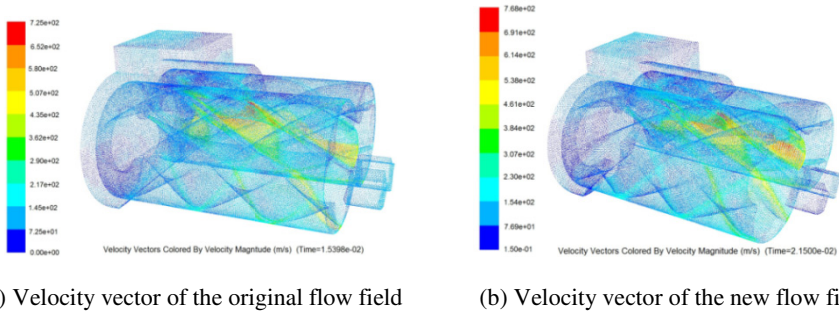 7.25e+02
6.52e+02
5.80e+02
5.07e+02
4.35e+02
3.62e+02
2.90e+02
2.17e+02
1.45e+02
7.25e+01
0.00e+00
Velocity Vectors Colored By Velocity Magnitude (m/s) (Time=1.5398e-02)
7.68e+02
6.91e+02
6.14e+02
5.38e+02
4.61e+02
3.84e+02
3.07e+02
2.30e+02
1.54e+02
7.69e+01
1.50e-01
Velocity Vectors Colored By Velocity Magnitude (m/s) (Time=2.1500e-02)
) Velocity vector of the original flow field
(b) Velocity vector of the new flow fi